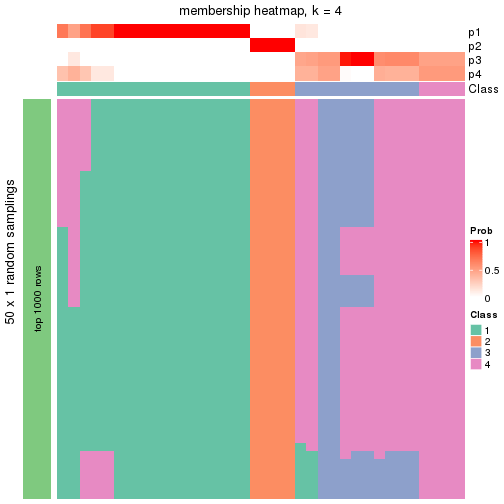 membership heatmap, k = 4
p1
p2
p3
p4
Class
50 x 1 random samplings
top 1000 rows
Prob
1
0.5
0
Class
1
2
3
4